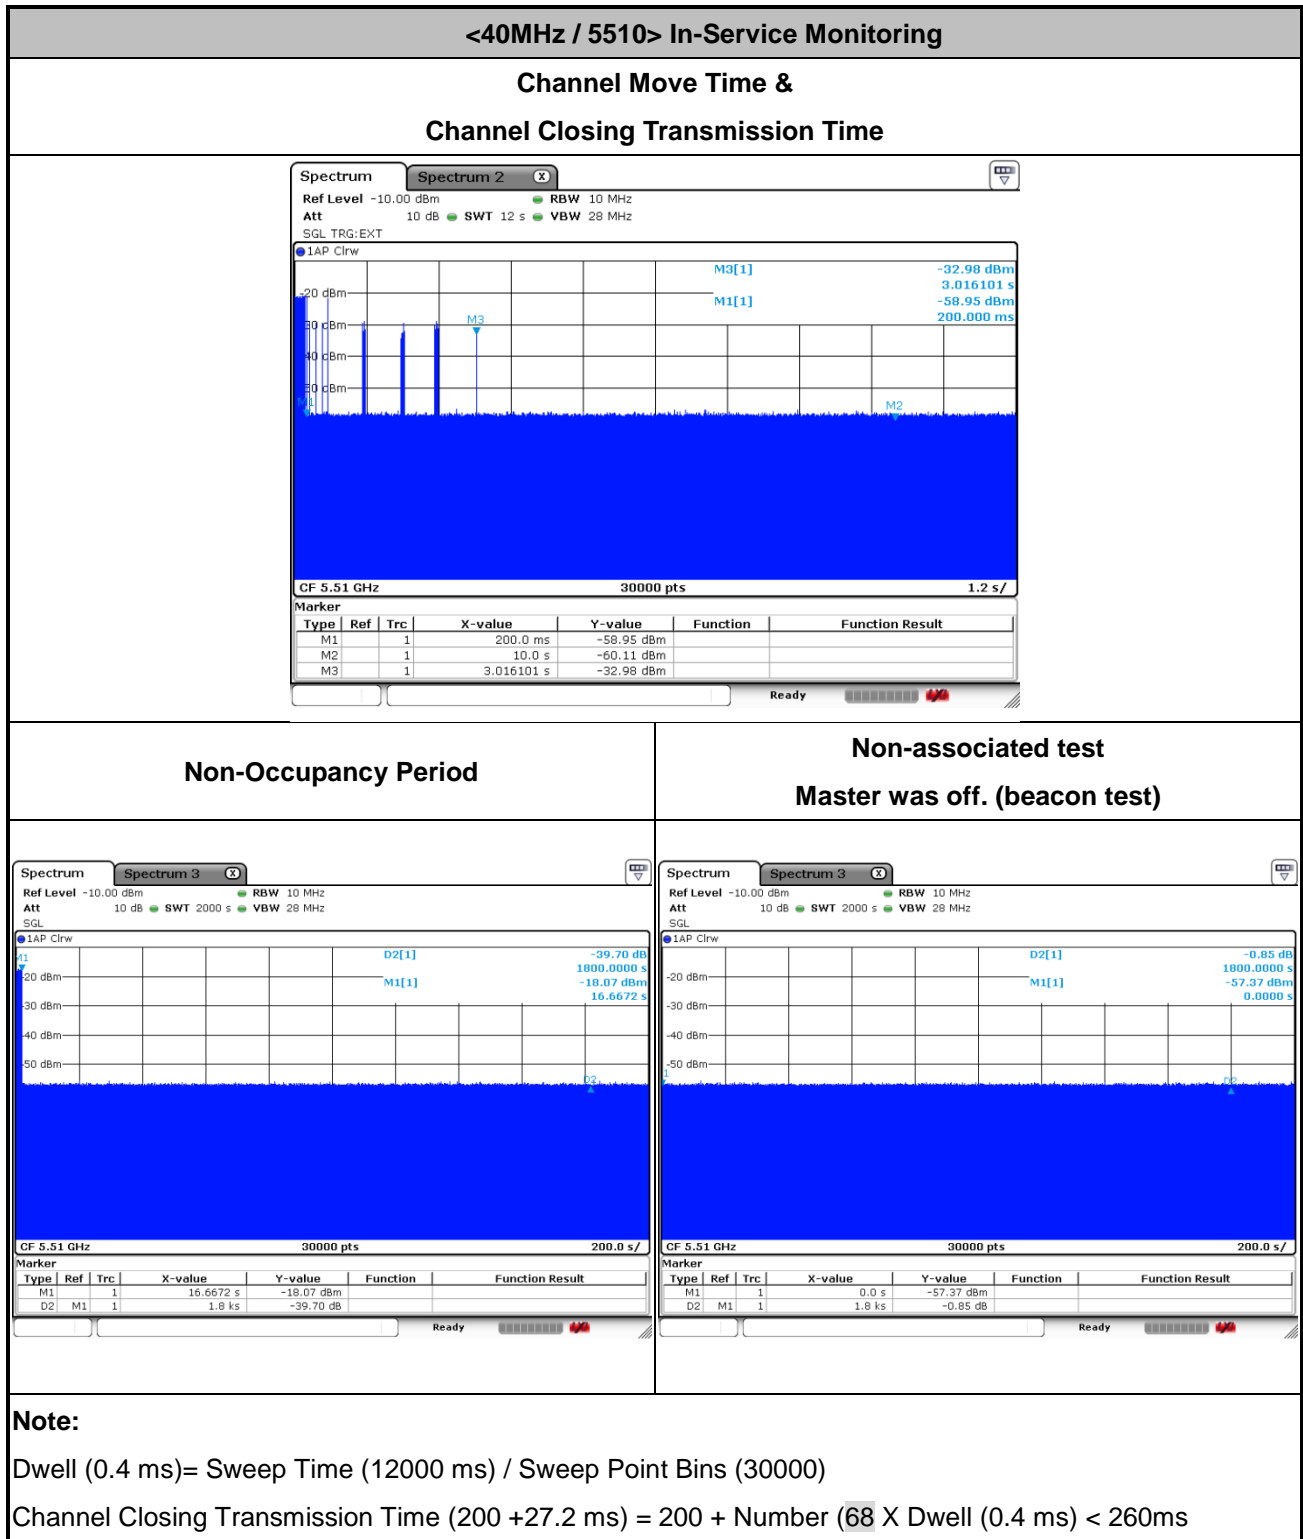 <40MHz / 5510> In-Service Monitoring
Channel Move Time &
Channel Closing Transmission Time
Spectrum Spectrum 2 X
Ref Level -10.00 dBm RBW 10 MHz
Att 10 dB SWT 12 s VBW 28 MHz
SGL TRG:EXT
1AP Clrw
M3[1] -32.98 dBm
3.016101 s
M1[1] -58.95 dBm
200.000 ms
-20 dBm
M3
30 dBm
40 dBm
50 dBm
M1
M2
CF 5.51 GHz 30000 pts 1.2 s/
Marker
Type Ref Trc X-value Y-value Function Function Result
M1 1 200.0 ms -58.95 dBm
M2 1 10.0 s -60.11 dBm
M3 1 3.016101 s -32.98 dBm
Ready
Non-Occupancy Period
Spectrum Spectrum 3 X
Ref Level -10.00 dBm RBW 10 MHz
Att 10 dB SWT 2000 s VBW 28 MHz
SGL
1AP Clrw
M1
D2[1] -39.70 dB
1800.0000 s
M1[1] -18.07 dBm
16.6672 s
-20 dBm
-30 dBm
-40 dBm
-50 dBm
D2
CF 5.51 GHz 30000 pts 200.0 s/
Marker
Type Ref Trc X-value Y-value Function Function Result
M1 1 16.6672 s -18.07 dBm
D2 M1 1 1.8 ks -39.70 dB
Ready
Non-associated test
Master was off. (beacon test)
Spectrum Spectrum 3 X
Ref Level -10.00 dBm RBW 10 MHz
Att 10 dB SWT 2000 s VBW 28 MHz
SGL
1AP Clrw
D2[1] -0.85 dB
1800.0000 s
M1[1] -57.37 dBm
0.0000 s
-20 dBm
-30 dBm
-40 dBm
-50 dBm
1
D2
CF 5.51 GHz 30000 pts 200.0 s/
Marker
Type Ref Trc X-value Y-value Function Function Result
M1 1 0.0 s -57.37 dBm
D2 M1 1 1.8 ks -0.85 dB
Ready
Note:
Dwell (0.4 ms)= Sweep Time (12000 ms) / Sweep Point Bins (30000)
Channel Closing Transmission Time (200 +27.2 ms) = 200 + Number (68 X Dwell (0.4 ms) < 260ms